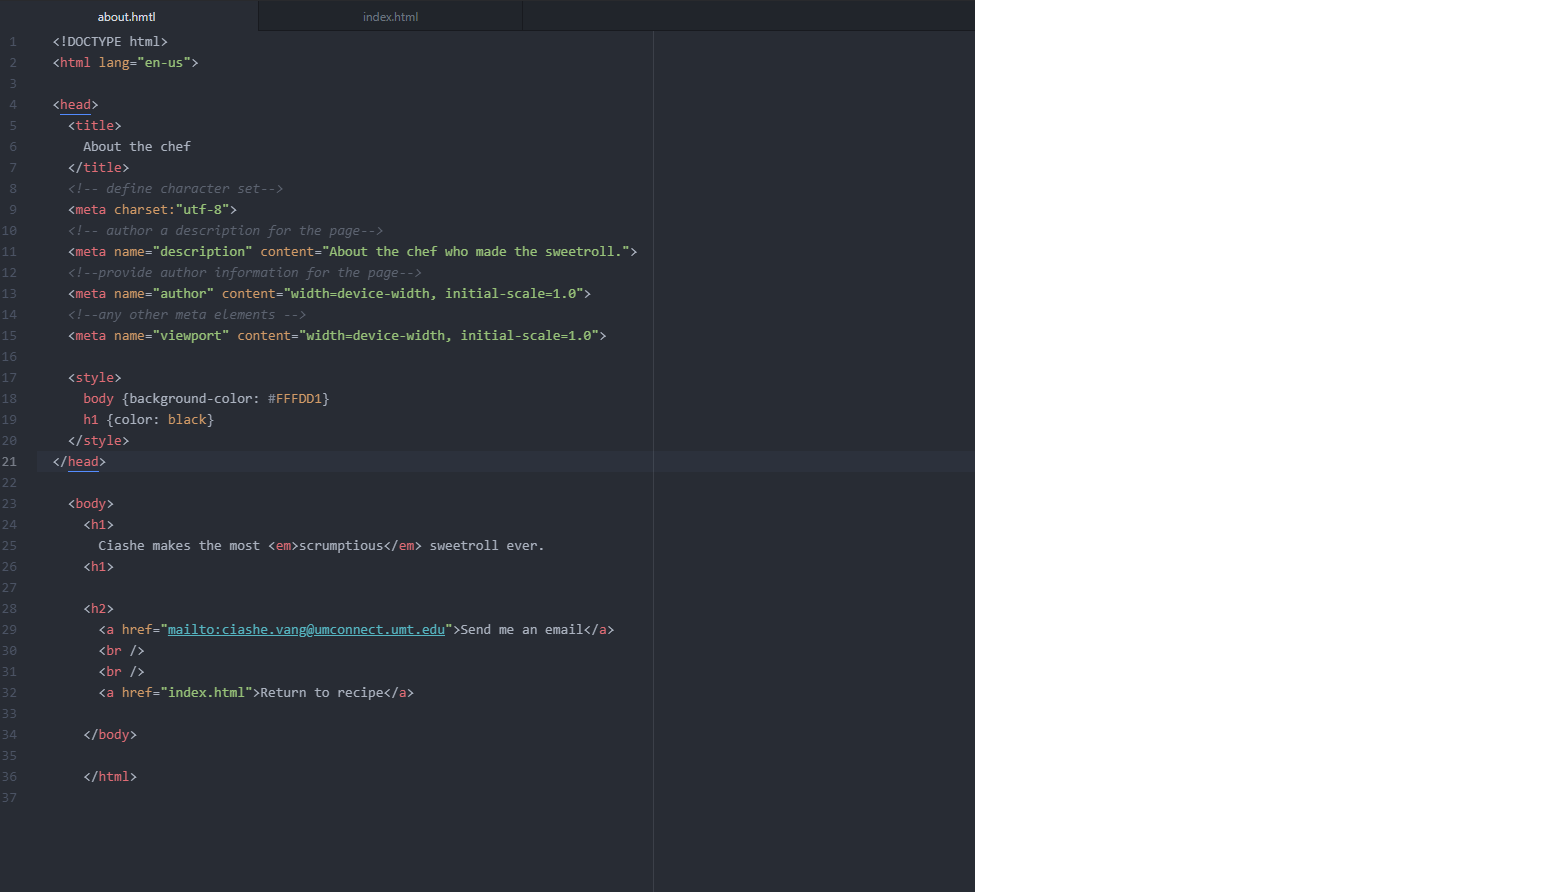 about.hmtl index.html
1 <!DOCTYPE html>
2 <html lang="en-us">
3
4 <head>
5 <title>
6 About the chef
7 </title>
8 <!-- define character set-->
9 <meta charset:"utf-8">
10 <!-- author a description for the page-->
11 <meta name="description" content="About the chef who made the sweetroll.">
12 <!--provide author information for the page-->
13 <meta name="author" content="width=device-width, initial-scale=1.0">
14 <!--any other meta elements -->
15 <meta name="viewport" content="width=device-width, initial-scale=1.0">
16
17 <style>
18 body {background-color: #FFFDD1}
19 h1 {color: black}
20 </style>
21 </head>
22
23 <body>
24 <h1>
25 Ciashe makes the most <em>scrumptious</em> sweetroll ever.
26 <h1>
27
28 <h2>
29 <a href="mailto:ciashe.vang@umconnect.umt.edu">Send me an email</a>
30 <br />
31 <br />
32 <a href="index.html">Return to recipe</a>
33
34 </body>
35
36 </html>
37